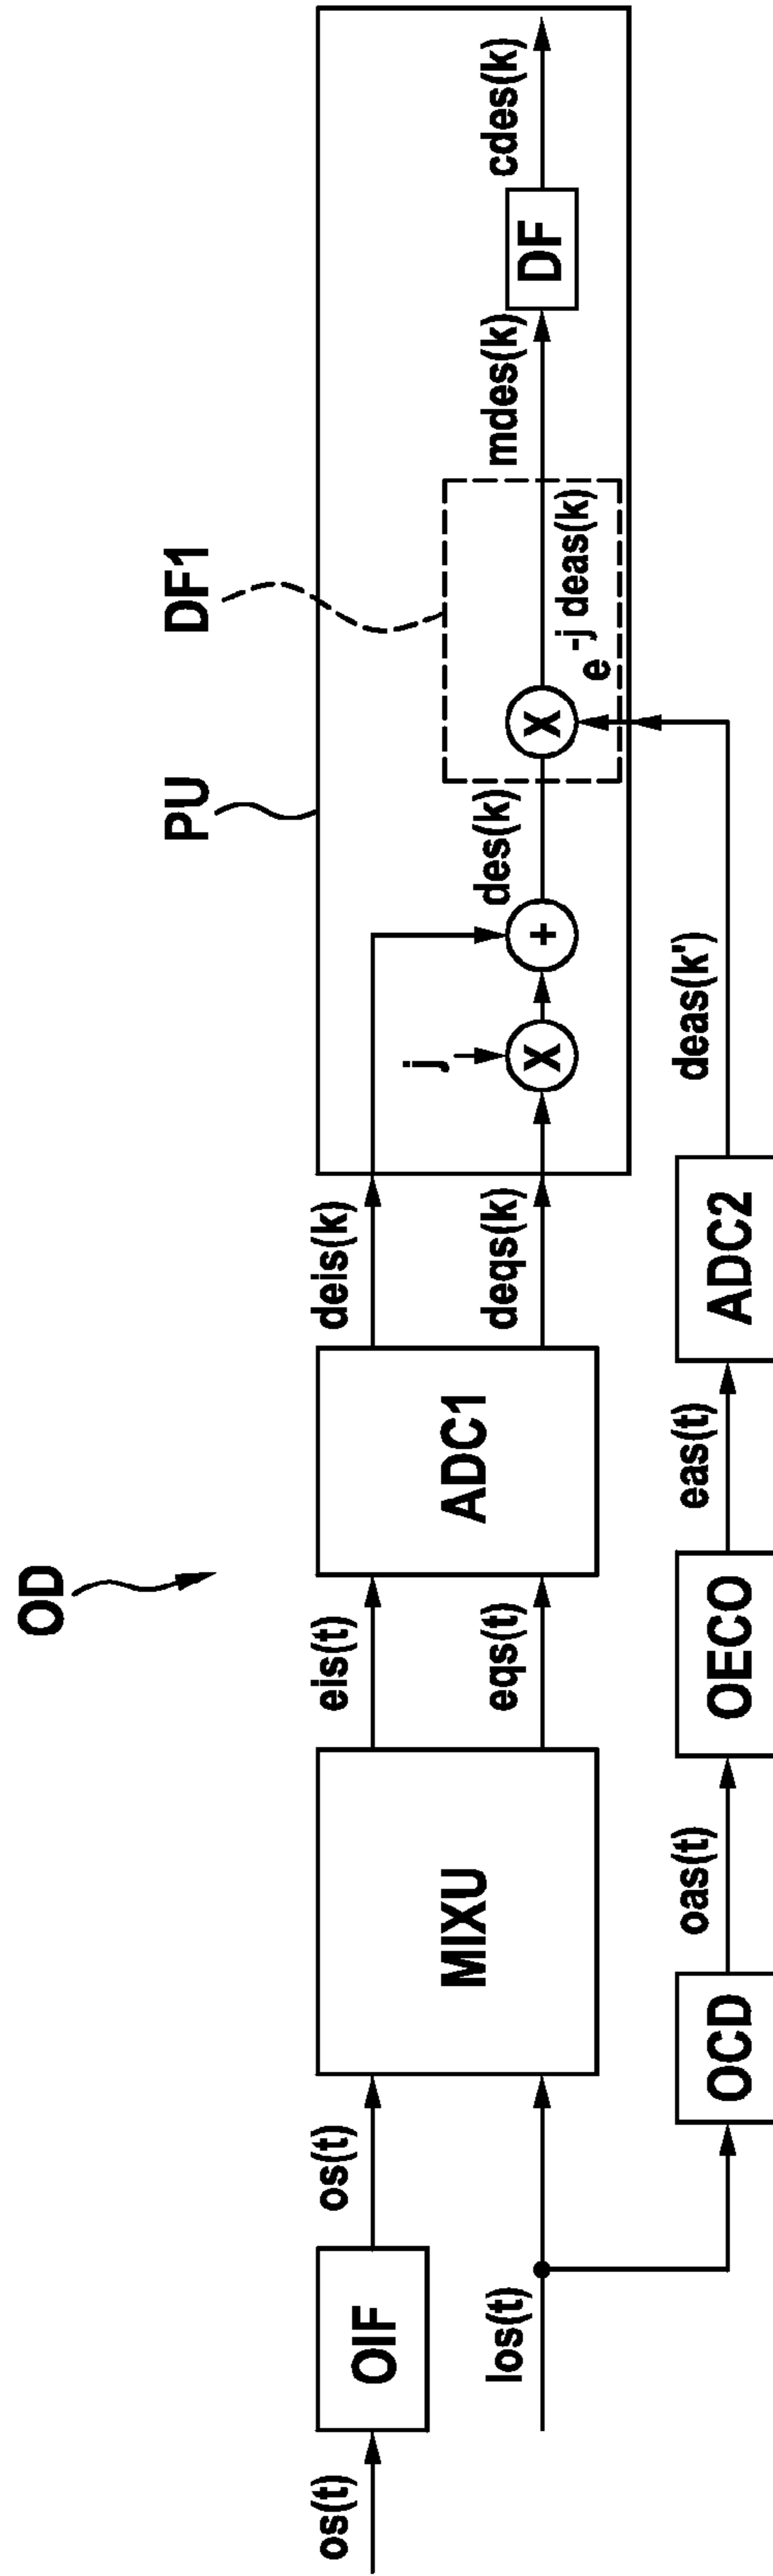 OD
PU
DF1
os(t)
OIF
os(t)
los(t)
MIXU
eis(t)
eqs(t)
ADC1
deis(k)
deqs(k)
j
X
+
des(k)
X
e^-j deas(k)
mdes(k)
DF
cdes(k)
OCD
oas(t)
OECO
eas(t)
ADC2
deas(k')